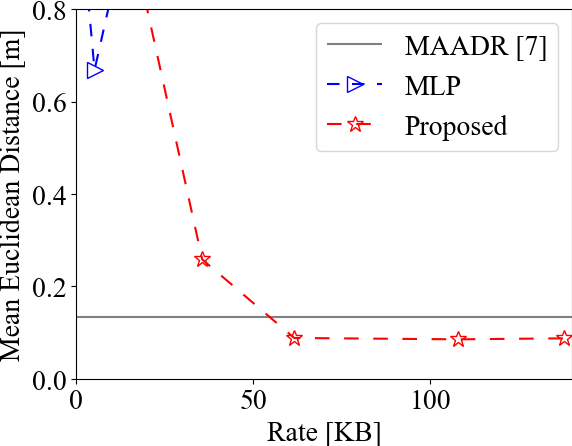 Mean Euclidean Distance [m]
0.8
0.6
0.4
0.2
0.0
MAADR [7]
MLP
Proposed
0 50 100
Rate [KB]